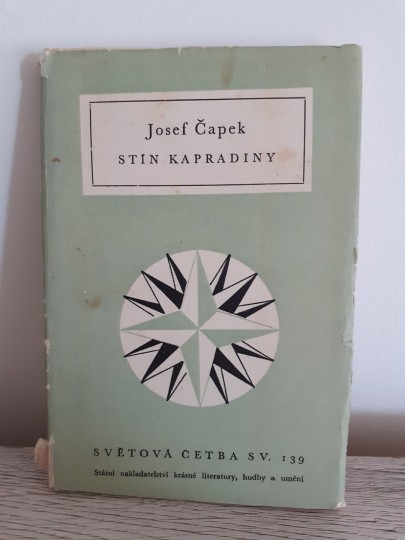 Josef Čapek
STÍN KAPRADINY
SVĚTOVÁ ČETBA SV. 139
Státní nakladatelství krásné literatury, hudby a umění